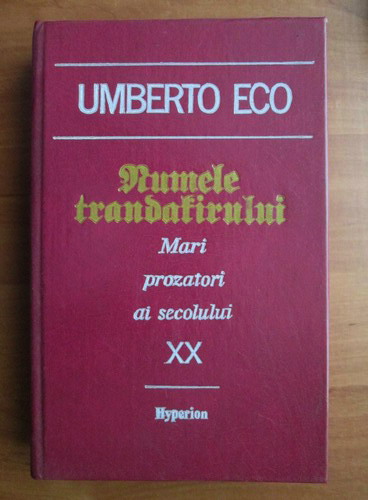 UMBERTO ECO
Numele
trandafirului
Mari
prozatori
ai secolului
XX
Hyperion